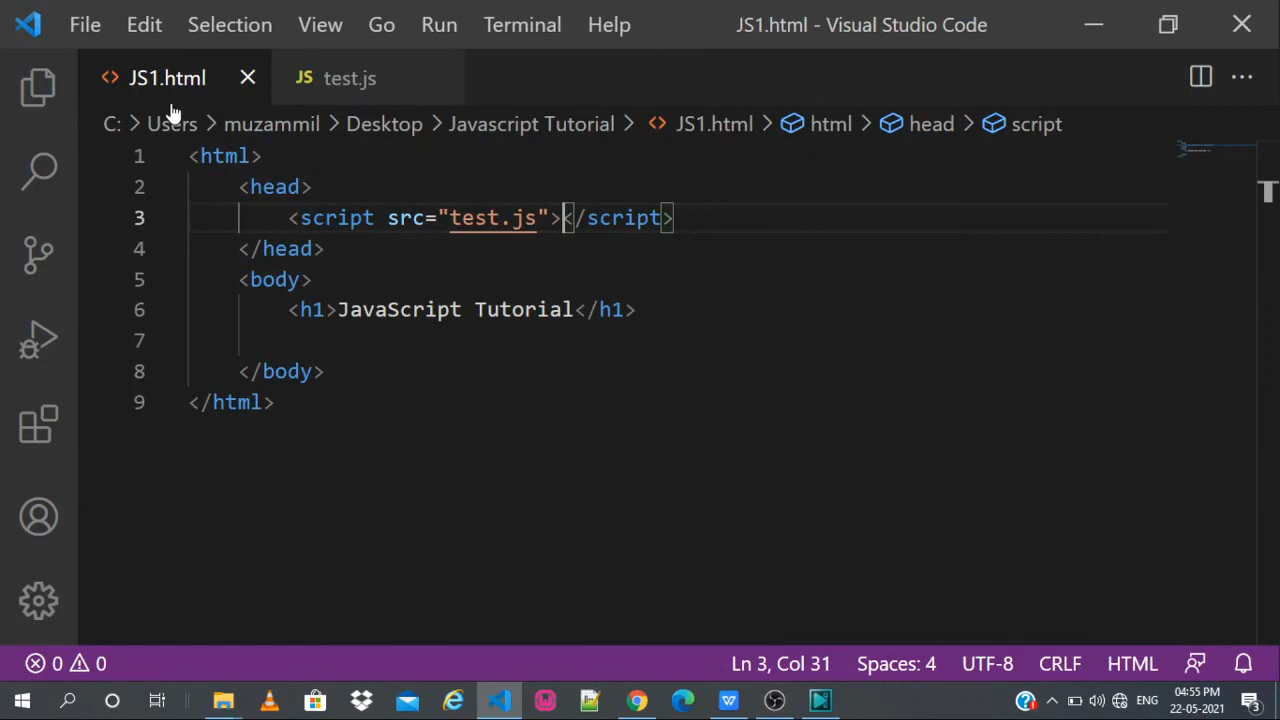 File Edit Selection View Go Run Terminal Help JS1.html - Visual Studio Code
<> JS1.html × JS test.js
C: > Users > muzammil > Desktop > Javascript Tutorial > <> JS1.html > html > head > script
1 <html>
2 <head>
3 <script src="test.js"></script>
4 </head>
5 <body>
6 <h1>JavaScript Tutorial</h1>
7
8 </body>
9 </html>
0 0 Ln 3, Col 31 Spaces: 4 UTF-8 CRLF HTML
ENG 04:55 PM
22-05-2021 3